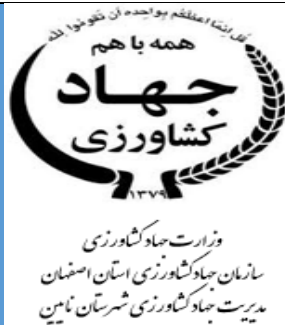 قل انما اعظکم بواحده ان تقوموا لله
همه با هم
جهاد
کشاورزی
۱۳۷۹
وزارت جهاد کشاورزی
سازمان جهاد کشاورزی استان اصفهان
مدیریت جهاد کشاورزی شهرستان نایین